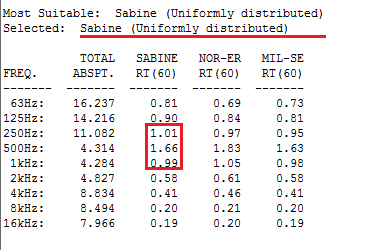 Most Suitable: Sabine (Uniformly distributed)
Selected: Sabine (Uniformly distributed)
TOTAL SABINE NOR-ER MIL-SE
FREQ. ABSPT. RT(60) RT(60) RT(60)
------- ------- ------- ------- -------
63Hz: 16.237 0.81 0.69 0.73
125Hz: 14.216 0.90 0.84 0.81
250Hz: 11.082 1.01 0.97 0.95
500Hz: 4.314 1.66 1.83 1.63
1kHz: 4.284 0.99 1.05 0.98
2kHz: 4.827 0.58 0.61 0.58
4kHz: 8.834 0.41 0.46 0.41
8kHz: 8.494 0.20 0.21 0.20
16kHz: 7.966 0.19 0.20 0.19